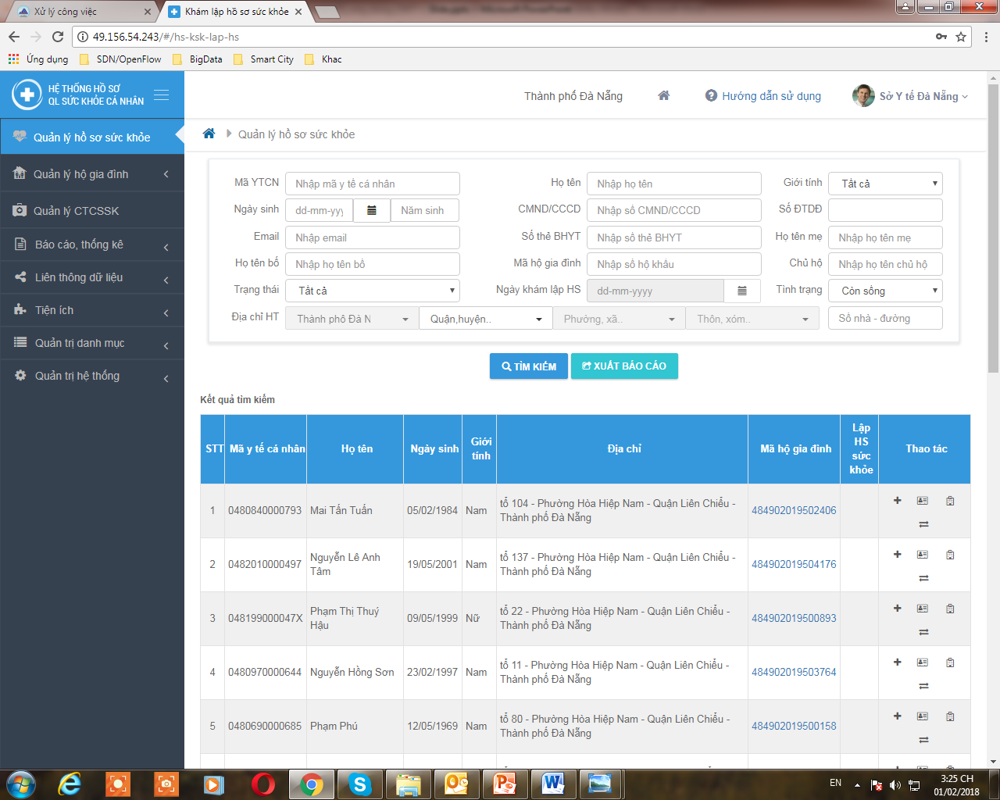 Xử lý công việc
Khám lập hồ sơ sức khỏe
49.156.54.243/#/hs-ksk-lap-hs
Ứng dụng SDN/OpenFlow BigData Smart City Khac
HỆ THỐNG HỒ SƠ
QL SỨC KHỎE CÁ NHÂN
Thành phố Đà Nẵng Hướng dẫn sử dụng Sở Y tế Đà Nẵng
Quản lý hồ sơ sức khỏe
Quản lý hộ gia đình
Quản lý CTCSSK
Báo cáo, thống kê
Liên thông dữ liệu
Tiện ích
Quản trị danh mục
Quản trị hệ thống
Quản lý hồ sơ sức khỏe
Mã YTCN Nhập mã y tế cá nhân Họ tên Nhập họ tên Giới tính Tất cả
Ngày sinh dd-mm-yyy Năm sinh CMND/CCCD Nhập số CMND/CCCD Số ĐTDĐ
Email Nhập email Số thẻ BHYT Nhập số thẻ BHYT Họ tên mẹ Nhập họ tên mẹ
Họ tên bố Nhập họ tên bố Mã hộ gia đình Nhập số hộ khẩu Chủ hộ Nhập họ tên chủ hộ
Trạng thái Tất cả Ngày khám lập HS dd-mm-yyyy Tình trạng Còn sống
Địa chỉ HT Thành phố Đà N Quận,huyện.. Phường, xã.. Thôn, xóm.. Số nhà - đường
TÌM KIẾM XUẤT BÁO CÁO
Kết quả tìm kiếm
STT Mã y tế cá nhân Họ tên Ngày sinh Giới tính Địa chỉ Mã hộ gia đình Lập HS sức khỏe Thao tác
1 0480840000793 Mai Tấn Tuấn 05/02/1984 Nam tổ 104 - Phường Hòa Hiệp Nam - Quận Liên Chiểu - Thành phố Đà Nẵng 484902019502406
2 0482010000497 Nguyễn Lê Anh Tâm 19/05/2001 Nam tổ 137 - Phường Hòa Hiệp Nam - Quận Liên Chiểu - Thành phố Đà Nẵng 484902019504176
3 048199000047X Phạm Thị Thuý Hậu 09/05/1999 Nữ tổ 22 - Phường Hòa Hiệp Nam - Quận Liên Chiểu - Thành phố Đà Nẵng 484902019500893
4 0480970000644 Nguyễn Hồng Sơn 23/02/1997 Nam tổ 11 - Phường Hòa Hiệp Nam - Quận Liên Chiểu - Thành phố Đà Nẵng 484902019503764
5 0480690000685 Phạm Phú 12/05/1969 Nam tổ 80 - Phường Hòa Hiệp Nam - Quận Liên Chiểu - Thành phố Đà Nẵng 484902019500158
EN 3:25 CH
01/02/2018